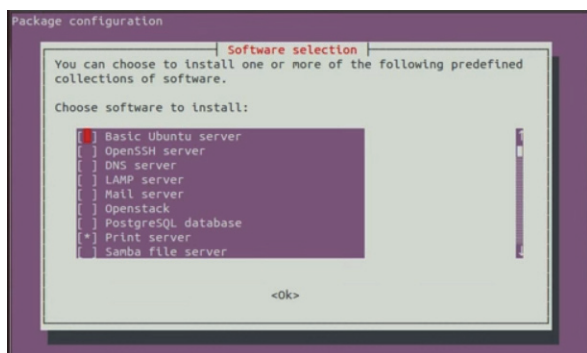 Package configuration
Software selection
You can choose to install one or more of the following predefined
collections of software.
Choose software to install:
[ ] Basic Ubuntu server
[ ] OpenSSH server
[ ] DNS server
[ ] LAMP server
[ ] Mail server
[ ] Openstack
[ ] PostgreSQL database
[*] Print server
[ ] Samba file server
<Ok>